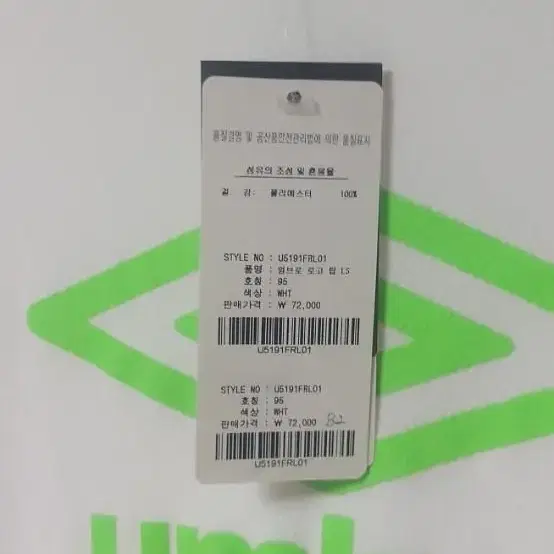 품질경영 및 공산품안전관리법에 의한 품질표시
섬유의 조성 및 혼용율
겉 감: 폴리에스터 100%
STYLE NO : U5191FRL01
품명 : 엄브로 로고 탑 LS
호칭 : 95
색상 : WHT
판매가격 : ₩ 72,000
U5191FRL01
STYLE NO : U5191FRL01
호칭 : 95
색상 : WHT
판매가격 : ₩ 72,000 B2
U5191FRL01